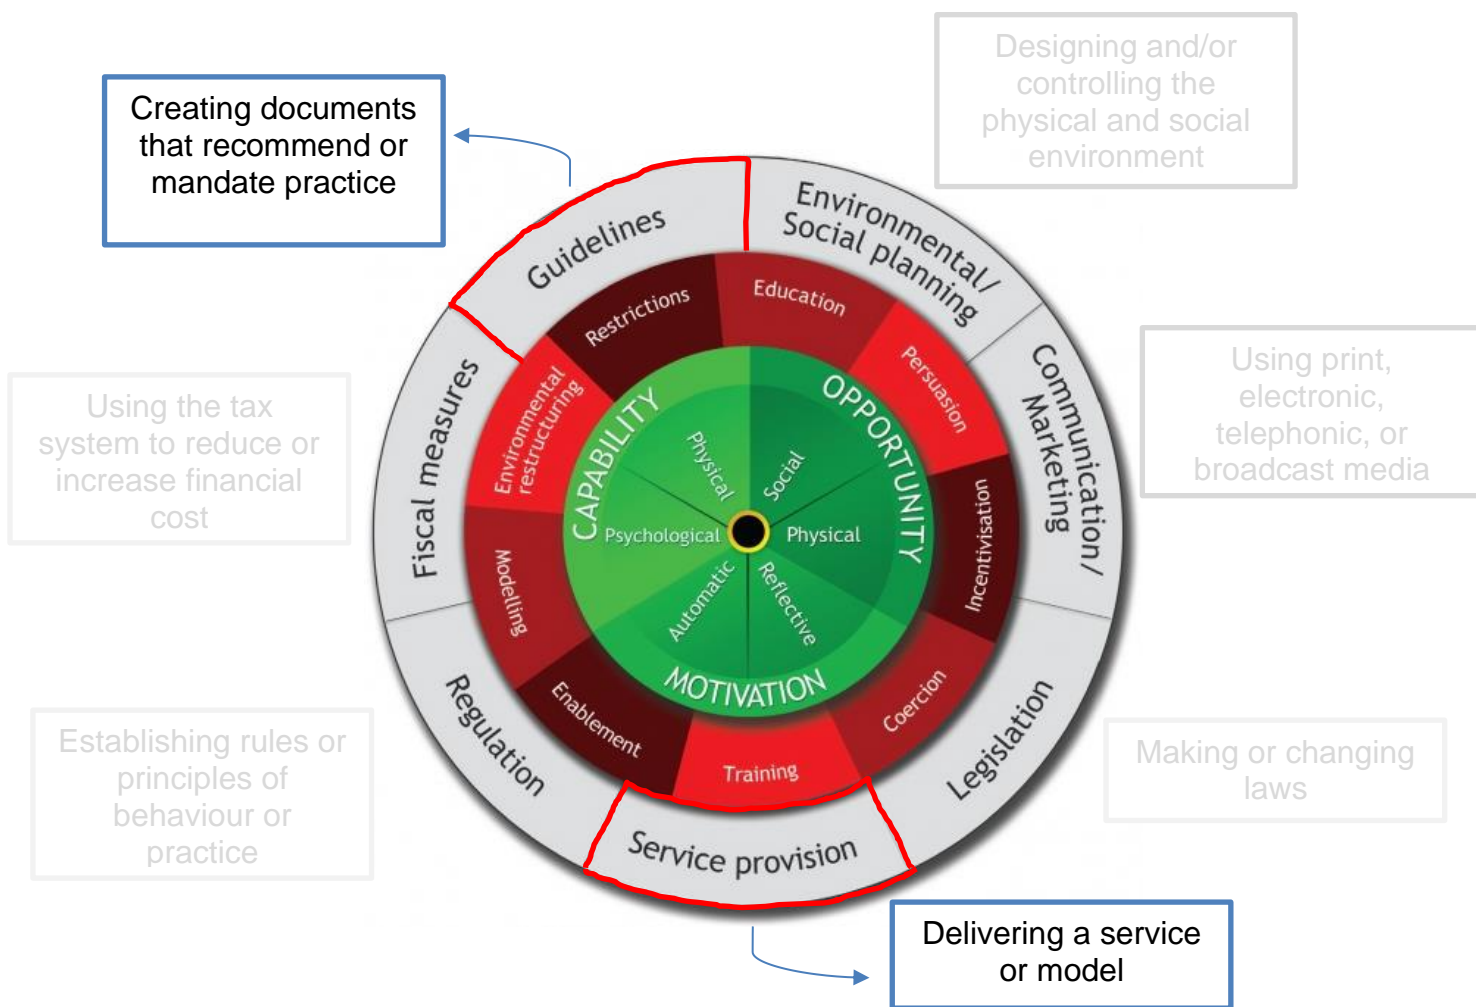 Designing and/or
controlling the
physical and social
environment
Creating documents
that recommend or
mandate practice
Guidelines
Environmental/
Social planning
Restrictions
Education
Persuasion
Communication/
Marketing
Using print,
electronic,
telephonic, or
broadcast media
Using the tax
system to reduce or
increase financial
cost
Fiscal measures
Environmental
restructuring
CAPABILITY
OPPORTUNITY
Physical
Social
Psychological
Physical
Automatic
Reflective
MOTIVATION
Modelling
Incentivisation
Enablement
Coercion
Training
Regulation
Legislation
Establishing rules or
principles of
behaviour or
practice
Making or changing
laws
Service provision
Delivering a service
or model